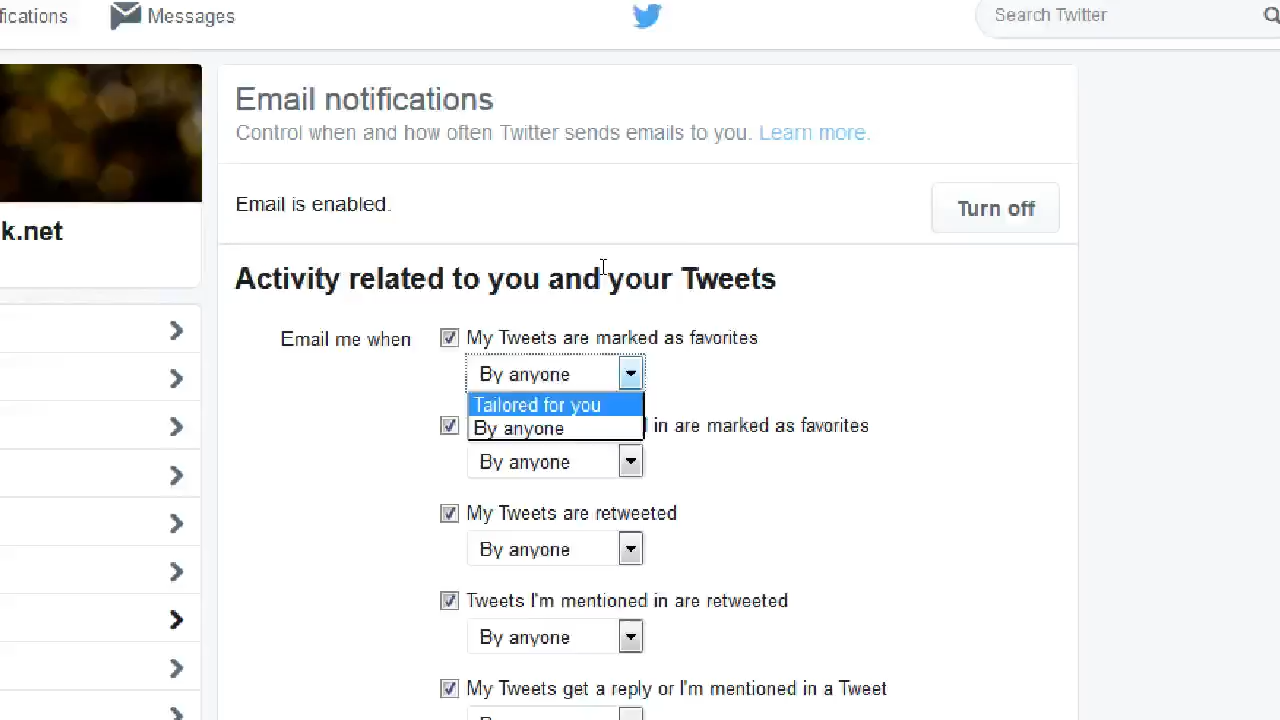 fications
Messages
Search Twitter
Email notifications
Control when and how often Twitter sends emails to you. Learn more.
Email is enabled.
Turn off
k.net
Activity related to you and your Tweets
Email me when
My Tweets are marked as favorites
By anyone
Tailored for you
By anyone
in are marked as favorites
By anyone
My Tweets are retweeted
By anyone
Tweets I'm mentioned in are retweeted
By anyone
My Tweets get a reply or I'm mentioned in a Tweet